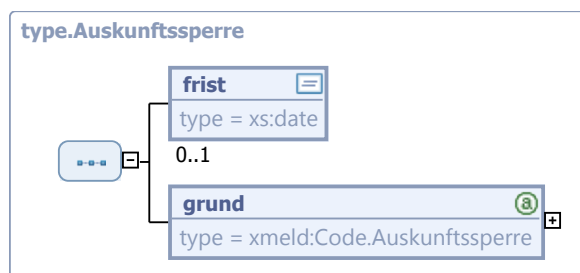 type.Auskunftssperre
frist
type = xs:date
0..1
grund
type = xmeld:Code.Auskunftssperre